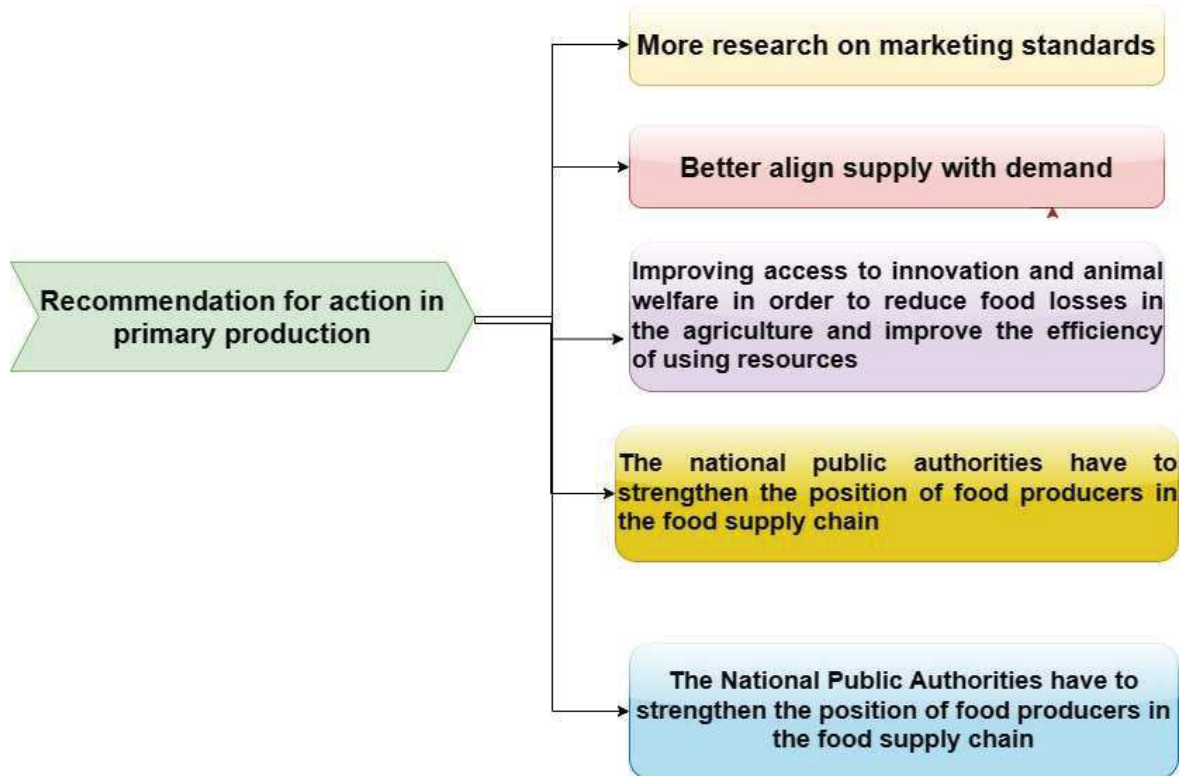 Recommendation for action in
primary production
More research on marketing standards
Better align supply with demand
Improving access to innovation and animal
welfare in order to reduce food losses in
the agriculture and improve the efficiency
of using resources
The national public authorities have to
strengthen the position of food producers in
the food supply chain
The National Public Authorities have to
strengthen the position of food producers in
the food supply chain